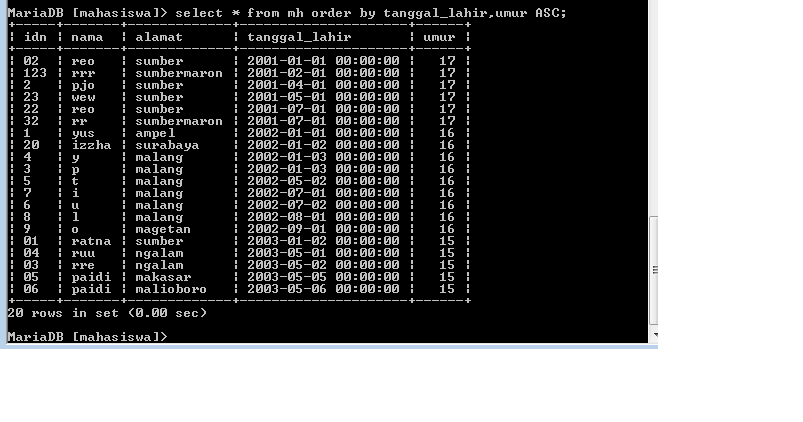 MariaDB [mahasiswa]> select * from mh order by tanggal_lahir,umur ASC;
+-----+-------+-------------+---------------------+------+
| idn | nama | alamat | tanggal_lahir | umur |
+-----+-------+-------------+---------------------+------+
| 02 | reo | sumber | 2001-01-01 00:00:00 | 17 |
| 123 | rrr | sumbermaron | 2001-02-01 00:00:00 | 17 |
| 2 | pjo | sumber | 2001-04-01 00:00:00 | 17 |
| 23 | wew | sumber | 2001-05-01 00:00:00 | 17 |
| 22 | reo | sumber | 2001-07-01 00:00:00 | 17 |
| 32 | rr | sumbermaron | 2001-07-01 00:00:00 | 17 |
| 1 | yus | ampel | 2002-01-01 00:00:00 | 16 |
| 20 | izzha | surabaya | 2002-01-02 00:00:00 | 16 |
| 4 | y | malang | 2002-01-03 00:00:00 | 16 |
| 3 | p | malang | 2002-01-03 00:00:00 | 16 |
| 5 | t | malang | 2002-05-02 00:00:00 | 16 |
| 7 | i | malang | 2002-07-01 00:00:00 | 16 |
| 6 | u | malang | 2002-07-02 00:00:00 | 16 |
| 8 | l | malang | 2002-08-01 00:00:00 | 16 |
| 9 | o | magetan | 2002-09-01 00:00:00 | 16 |
| 01 | ratna | sumber | 2003-01-02 00:00:00 | 15 |
| 04 | ruu | ngalam | 2003-05-01 00:00:00 | 15 |
| 03 | rre | ngalam | 2003-05-02 00:00:00 | 15 |
| 05 | paidi | makasar | 2003-05-05 00:00:00 | 15 |
| 06 | paidi | malioboro | 2003-05-06 00:00:00 | 15 |
+-----+-------+-------------+---------------------+------+
20 rows in set (0.00 sec)
MariaDB [mahasiswa]>